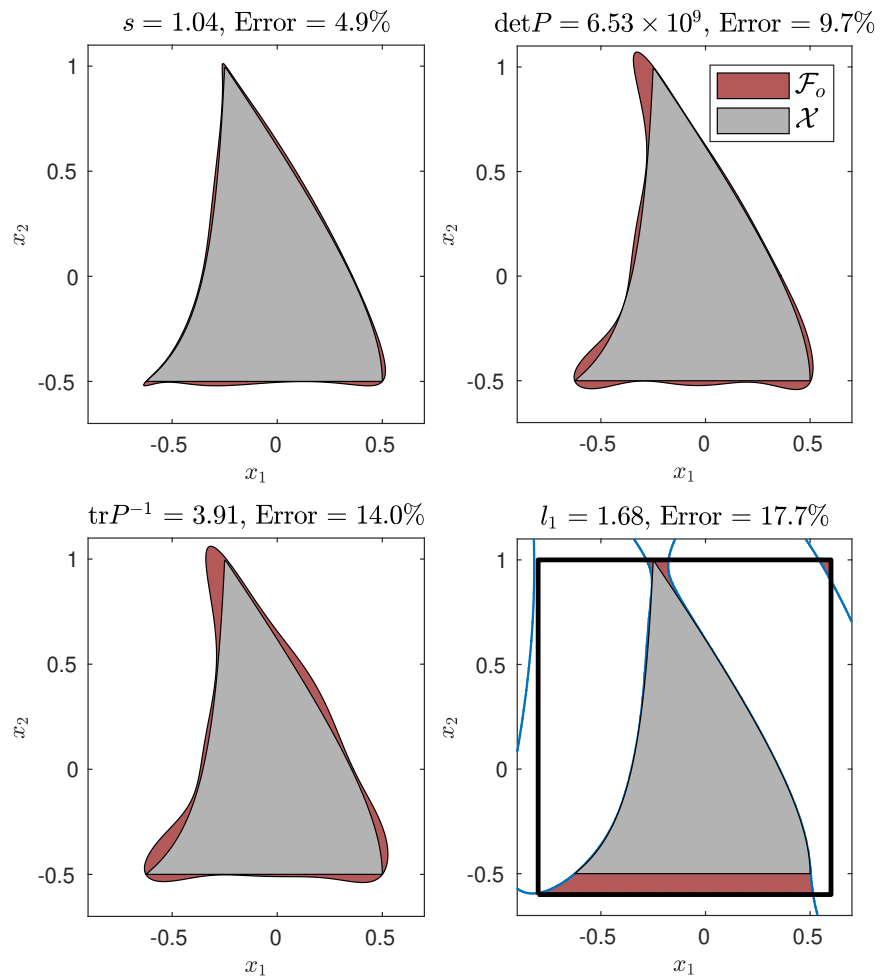 s = 1.04, Error = 4.9%
1
0.5
0
-0.5
x₂
-0.5 0 0.5
x₁
detP = 6.53 × 10⁹, Error = 9.7%
ℱₒ
𝒳
1
0.5
0
-0.5
x₂
-0.5 0 0.5
x₁
trP⁻¹ = 3.91, Error = 14.0%
1
0.5
0
-0.5
x₂
-0.5 0 0.5
x₁
l₁ = 1.68, Error = 17.7%
1
0.5
0
-0.5
x₂
-0.5 0 0.5
x₁